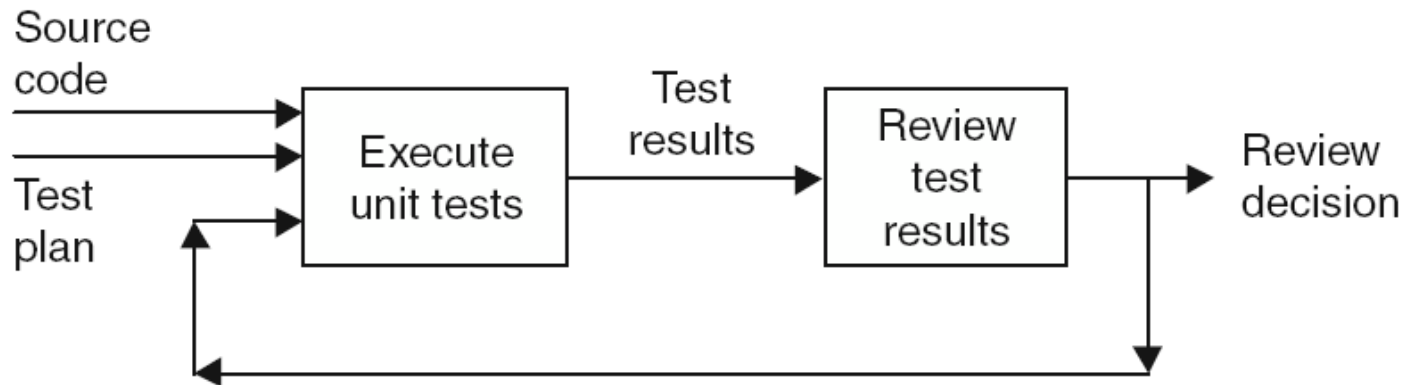 Source
code
Test
plan
Execute
unit tests
Test
results
Review
test
results
Review
decision